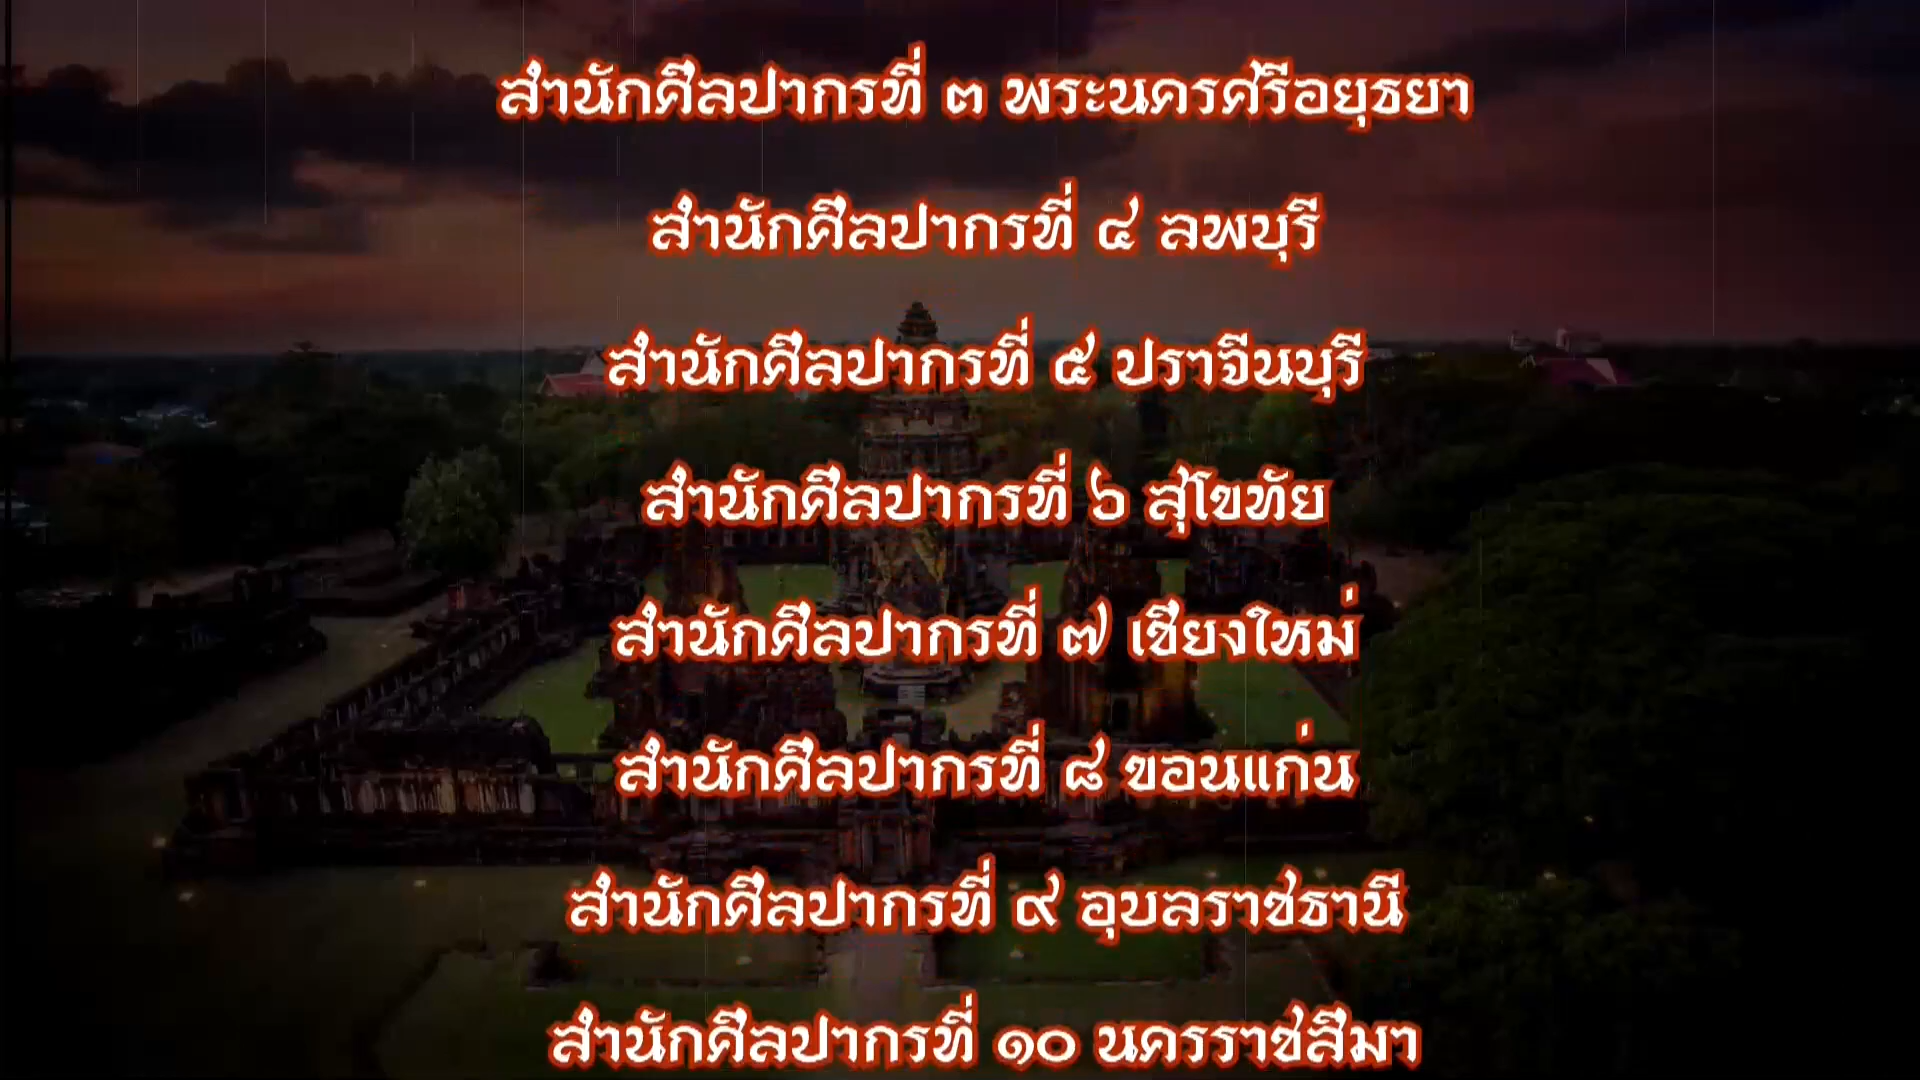 สำนักศิลปากรที่ ๓ พระนครศรีอยุธยา
สำนักศิลปากรที่ ๔ ลพบุรี
สำนักศิลปากรที่ ๕ ปราจีนบุรี
สำนักศิลปากรที่ ๖ สุโขทัย
สำนักศิลปากรที่ ๗ เชียงใหม่
สำนักศิลปากรที่ ๘ ขอนแก่น
สำนักศิลปากรที่ ๙ อุบลราชธานี
สำนักศิลปากรที่ ๑๐ นครราชสีมา